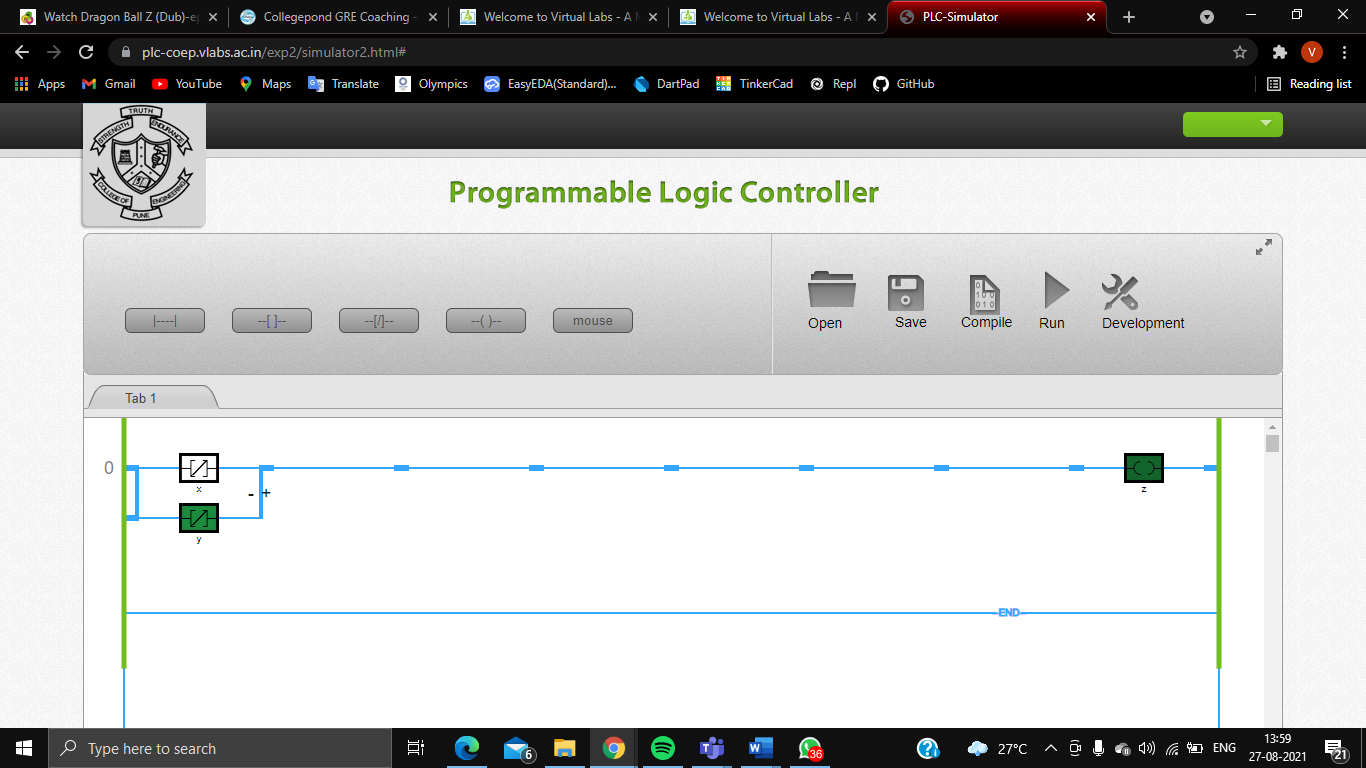 Watch Dragon Ball Z (Dub)-ep
Collegepond GRE Coaching -
Welcome to Virtual Labs - A M
Welcome to Virtual Labs - A M
PLC-Simulator
plc-coep.vlabs.ac.in/exp2/simulator2.html#
V
Apps
Gmail
YouTube
Maps
Translate
Olympics
EasyEDA(Standard)...
DartPad
TinkerCad
Repl
GitHub
Reading list
TRUTH
STRENGTH
ENDURANCE
COLLEGE OF
ENGINEERING
PUNE
Programmable Logic Controller
|----|
--[ ]--
--[/]--
--( )--
mouse
Open
Save
Compile
Run
Development
Tab 1
0
x
- +
y
z
-END-
Type here to search
6
36
27°C
ENG
13:59
27-08-2021
21